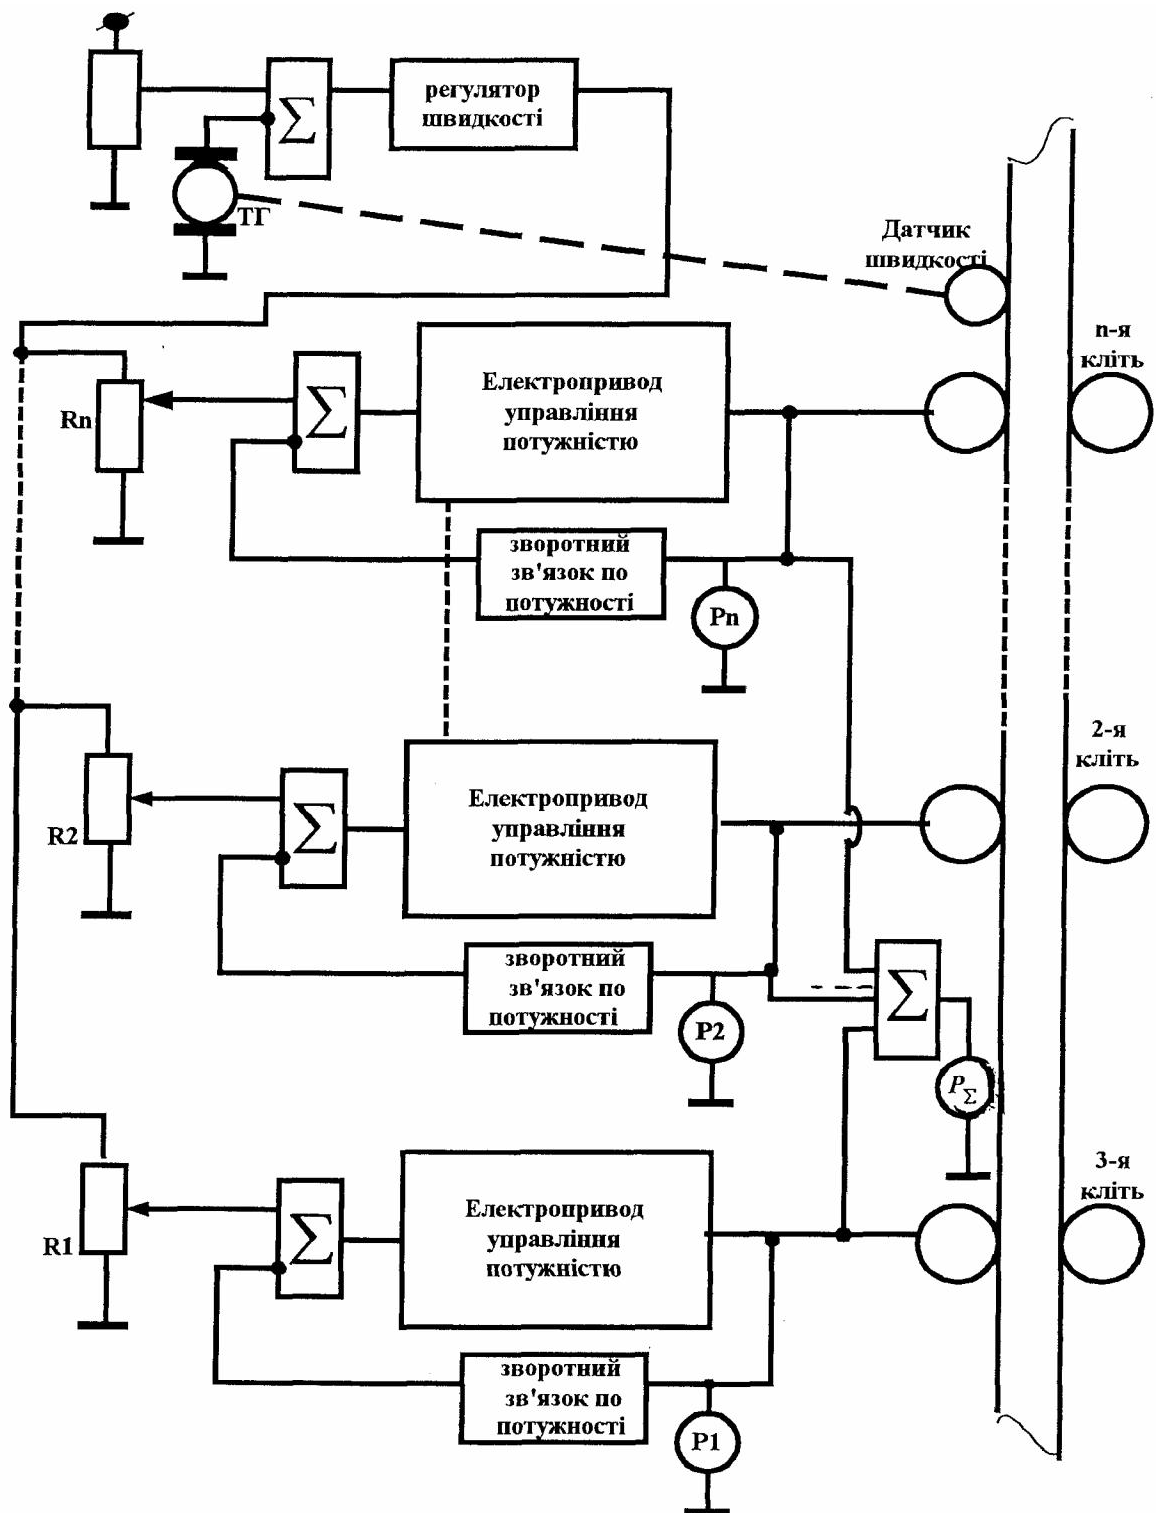 Σ
регулятор
швидкості
ТГ
Датчик
швидкості
n-я
кліть
Rn
Σ
Електропривод
управління
потужністю
зворотний
зв'язок по
потужності
Pn
2-я
кліть
R2
Σ
Електропривод
управління
потужністю
зворотний
зв'язок по
потужності
P2
Σ
PΣ
3-я
кліть
R1
Σ
Електропривод
управління
потужністю
зворотний
зв'язок по
потужності
P1